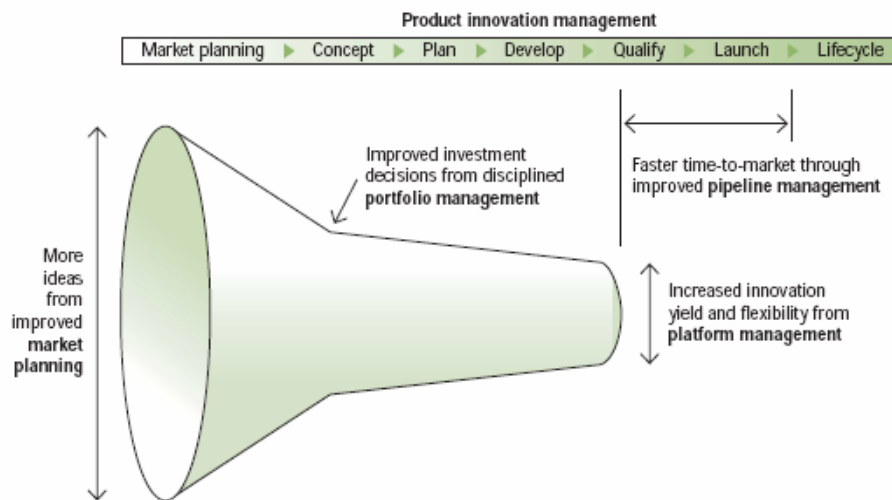 Product innovation management
Market planning Concept Plan Develop Qualify Launch Lifecycle
Improved investment
decisions from disciplined
portfolio management
Faster time-to-market through
improved pipeline management
More
ideas
from
improved
market
planning
Increased innovation
yield and flexibility from
platform management